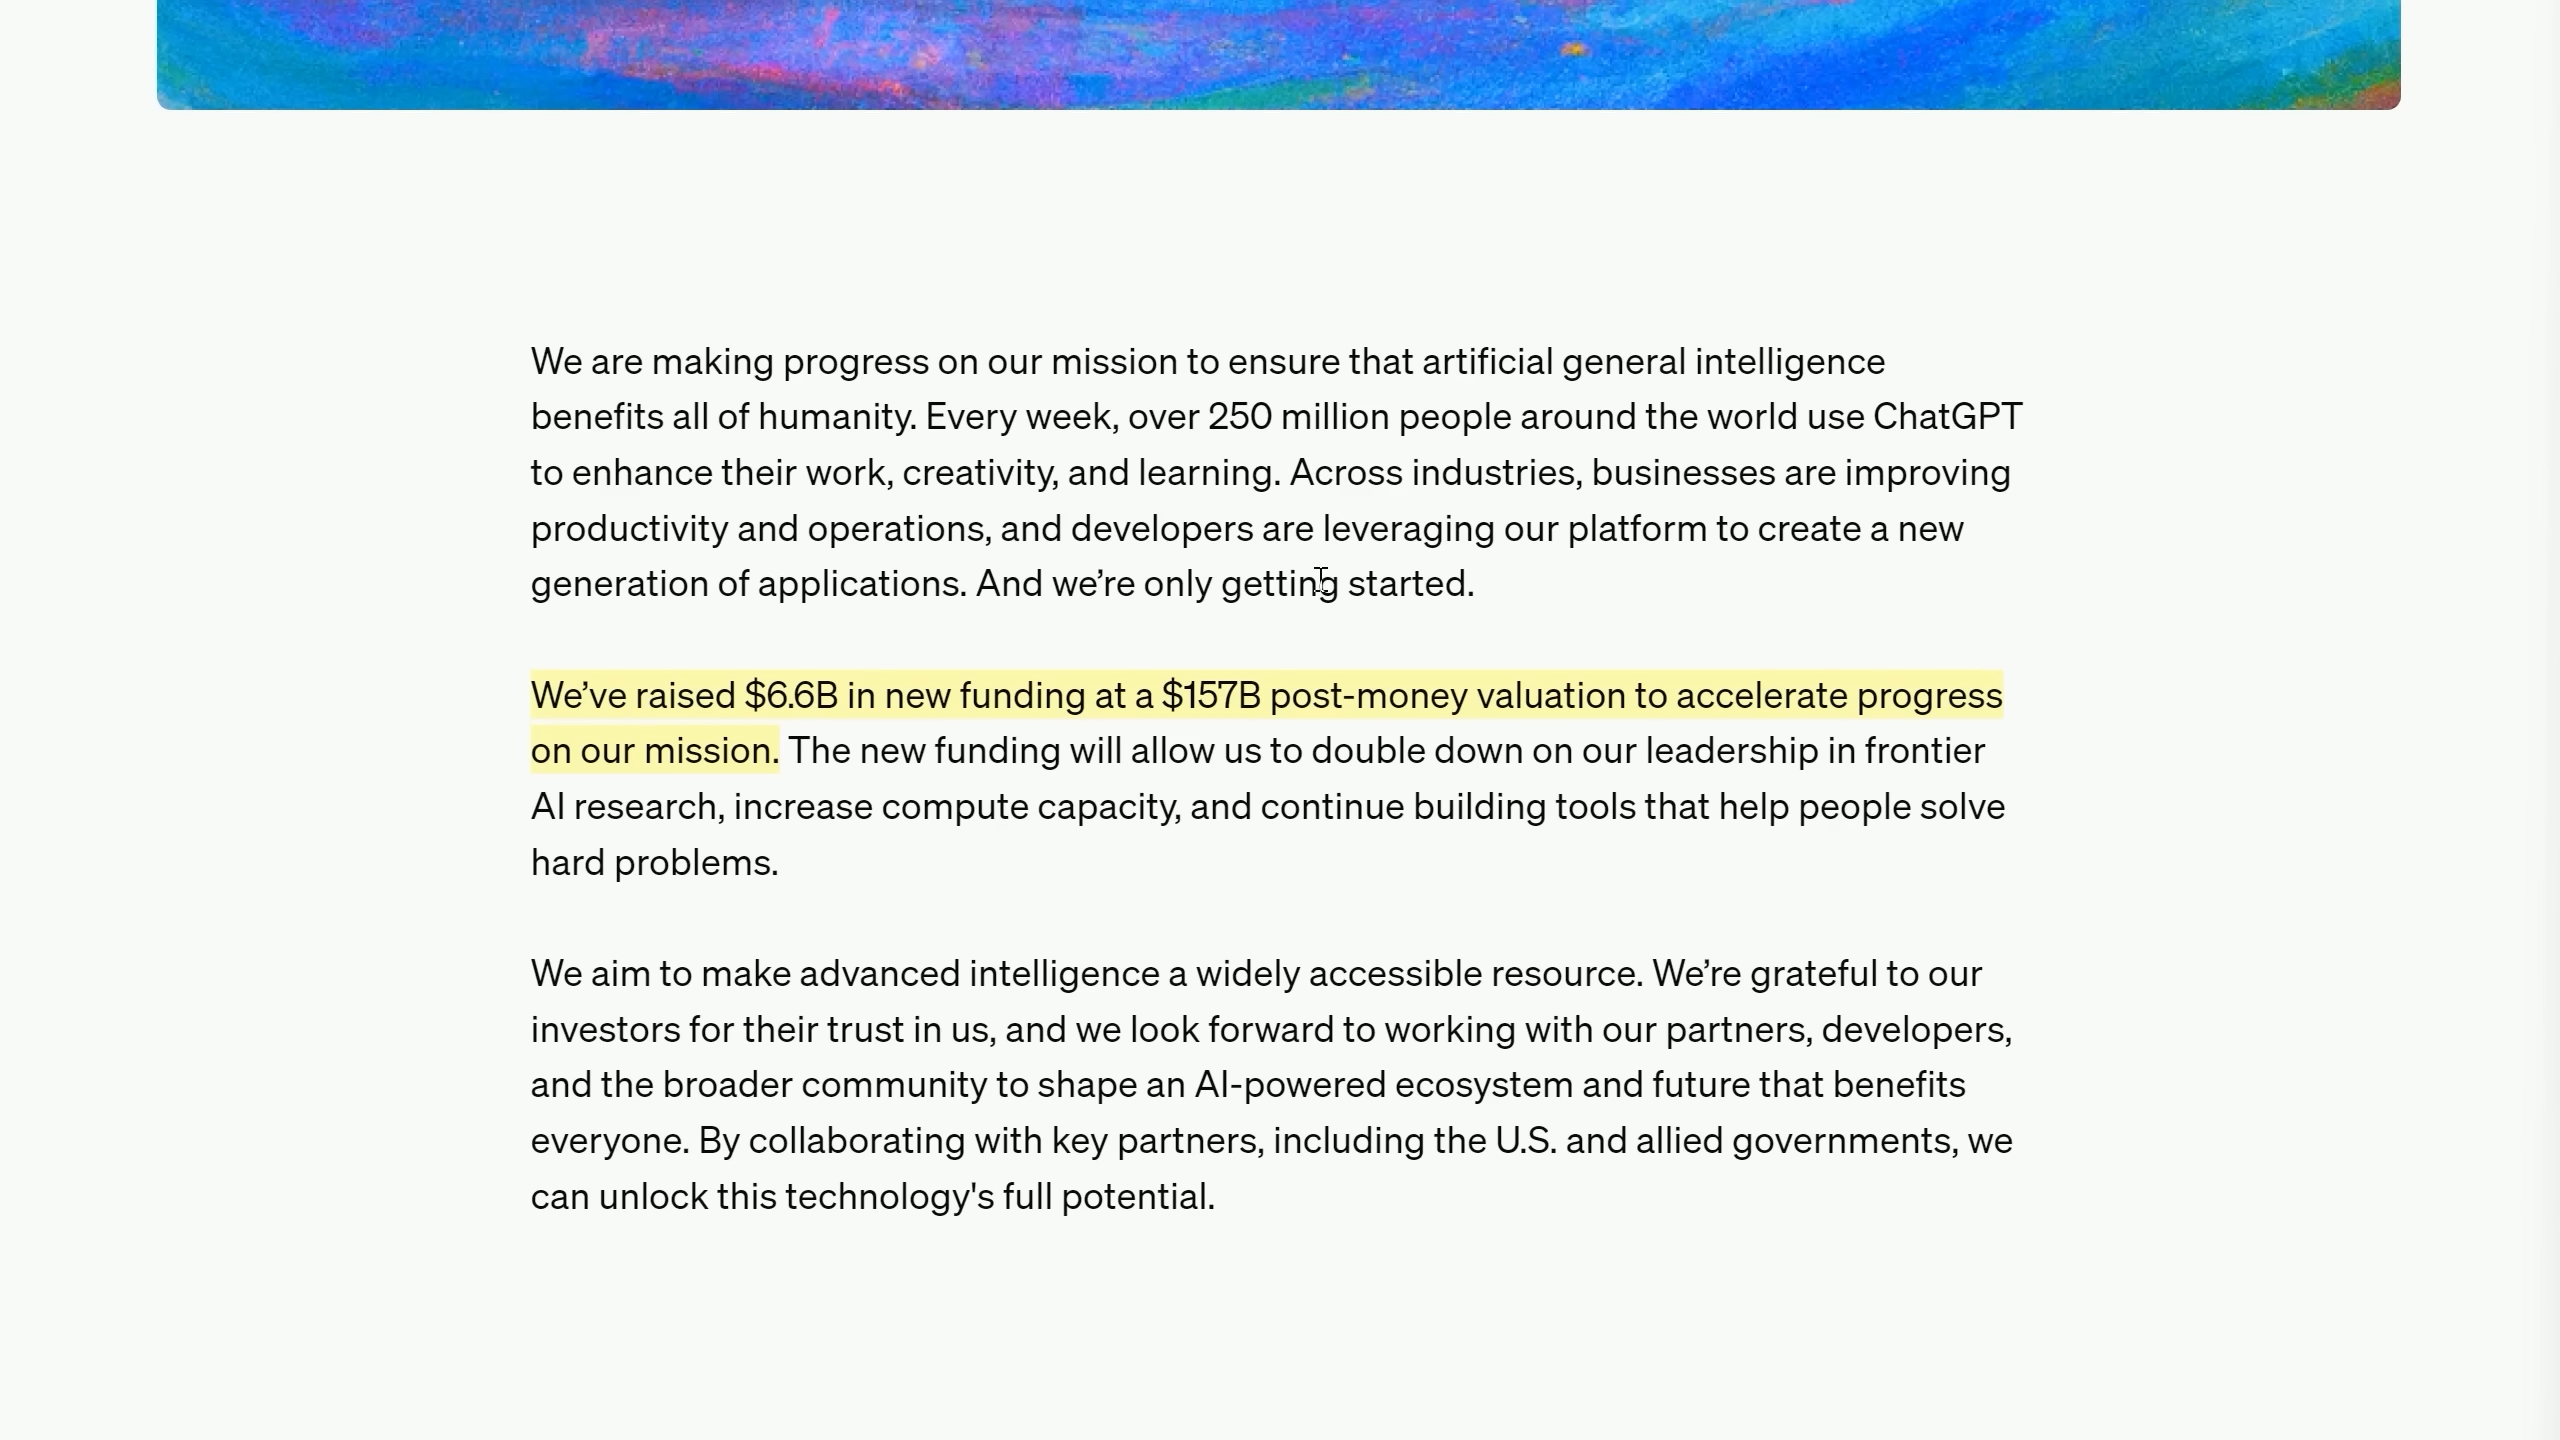 We are making progress on our mission to ensure that artificial general intelligence
benefits all of humanity. Every week, over 250 million people around the world use ChatGPT
to enhance their work, creativity, and learning. Across industries, businesses are improving
productivity and operations, and developers are leveraging our platform to create a new
generation of applications. And we’re only getting started.
We’ve raised $6.6B in new funding at a $157B post-money valuation to accelerate progress
on our mission. The new funding will allow us to double down on our leadership in frontier
AI research, increase compute capacity, and continue building tools that help people solve
hard problems.
We aim to make advanced intelligence a widely accessible resource. We’re grateful to our
investors for their trust in us, and we look forward to working with our partners, developers,
and the broader community to shape an AI-powered ecosystem and future that benefits
everyone. By collaborating with key partners, including the U.S. and allied governments, we
can unlock this technology's full potential.